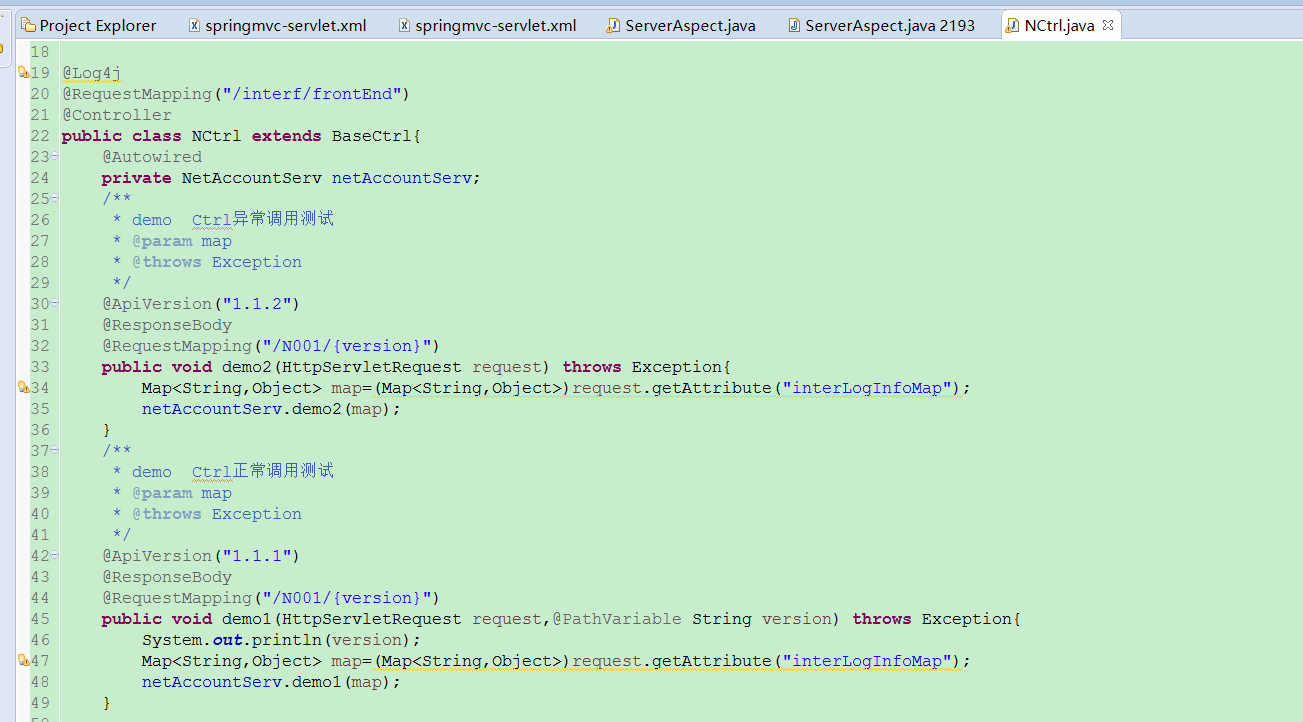 Project Explorer springmvc-servlet.xml springmvc-servlet.xml ServerAspect.java ServerAspect.java 2193 NCtrl.java
18
19 @Log4j
20 @RequestMapping("/interf/frontEnd")
21 @Controller
22 public class NCtrl extends BaseCtrl{
23     @Autowired
24     private NetAccountServ netAccountServ;
25     /**
26      * demo  Ctrl异常调用测试
27      * @param map
28      * @throws Exception
29      */
30     @ApiVersion("1.1.2")
31     @ResponseBody
32     @RequestMapping("/N001/{version}")
33     public void demo2(HttpServletRequest request) throws Exception{
34         Map<String,Object> map=(Map<String,Object>)request.getAttribute("interLogInfoMap");
35         netAccountServ.demo2(map);
36     }
37     /**
38      * demo  Ctrl正常调用测试
39      * @param map
40      * @throws Exception
41      */
42     @ApiVersion("1.1.1")
43     @ResponseBody
44     @RequestMapping("/N001/{version}")
45     public void demo1(HttpServletRequest request,@PathVariable String version) throws Exception{
46         System.out.println(version);
47         Map<String,Object> map=(Map<String,Object>)request.getAttribute("interLogInfoMap");
48         netAccountServ.demo1(map);
49     }